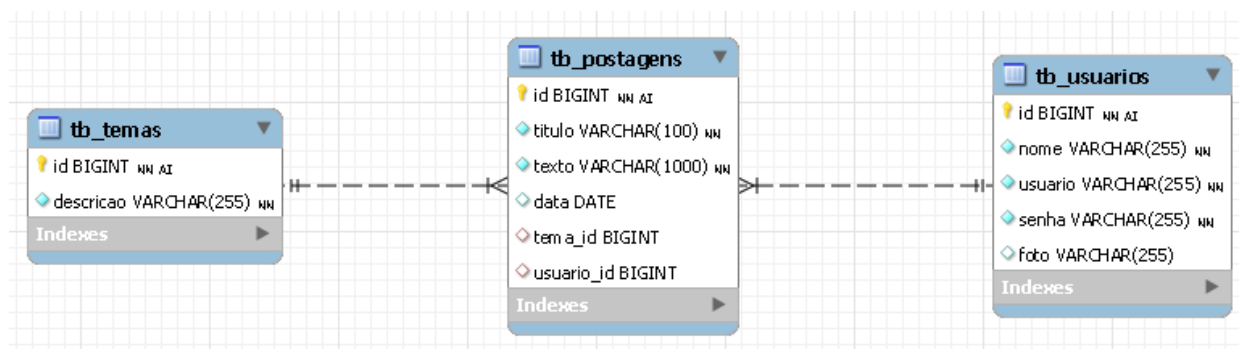 tb_temas
id BIGINT NN AI
descricao VARCHAR(255) NN
Indexes
tb_postagens
id BIGINT NN AI
titulo VARCHAR(100) NN
texto VARCHAR(1000) NN
data DATE
tema_id BIGINT
usuario_id BIGINT
Indexes
tb_usuarios
id BIGINT NN AI
nome VARCHAR(255) NN
usuario VARCHAR(255) NN
senha VARCHAR(255) NN
foto VARCHAR(255)
Indexes